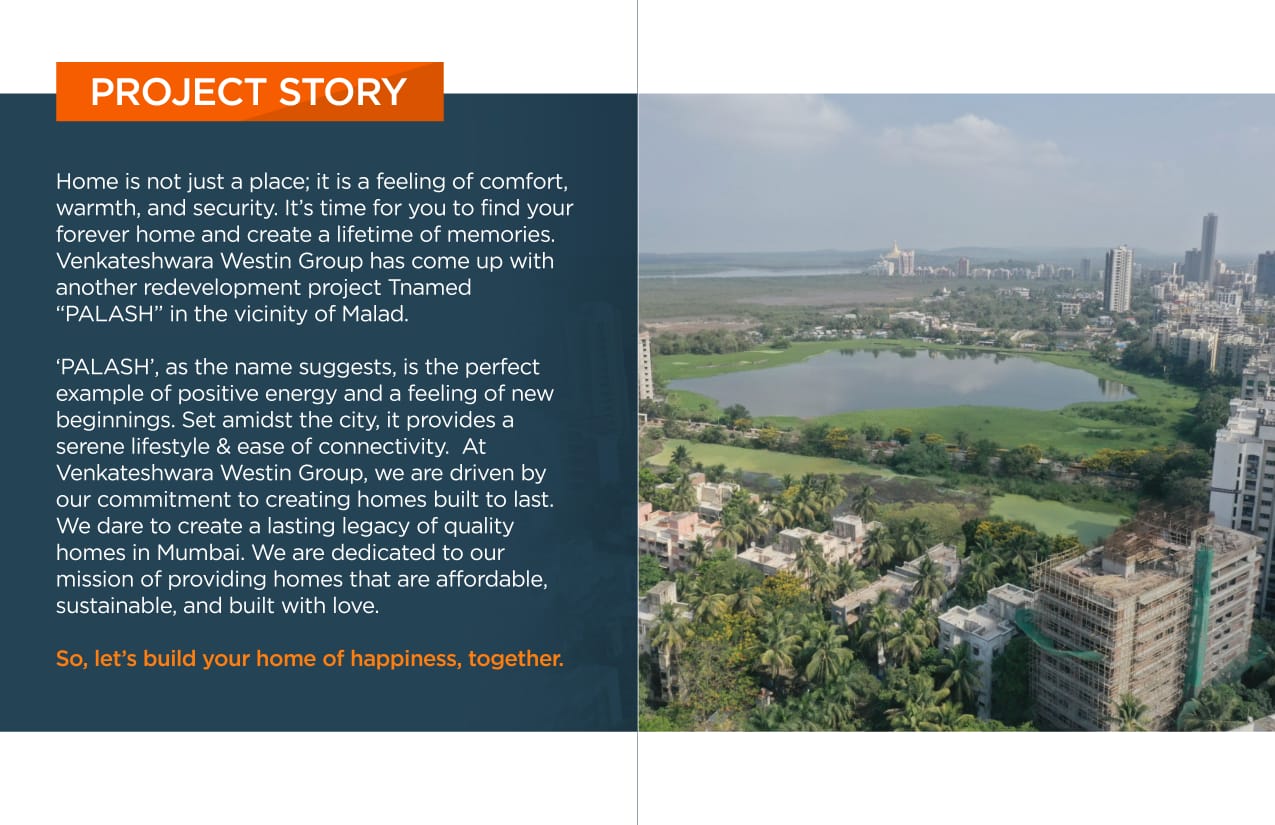 PROJECT STORY
Home is not just a place; it is a feeling of comfort,
warmth, and security. It’s time for you to find your
forever home and create a lifetime of memories.
Venkateshwara Westin Group has come up with
another redevelopment project Tnamed
“PALASH” in the vicinity of Malad.
‘PALASH’, as the name suggests, is the perfect
example of positive energy and a feeling of new
beginnings. Set amidst the city, it provides a
serene lifestyle & ease of connectivity.  At
Venkateshwara Westin Group, we are driven by
our commitment to creating homes built to last.
We dare to create a lasting legacy of quality
homes in Mumbai. We are dedicated to our
mission of providing homes that are affordable,
sustainable, and built with love.
So, let’s build your home of happiness, together.